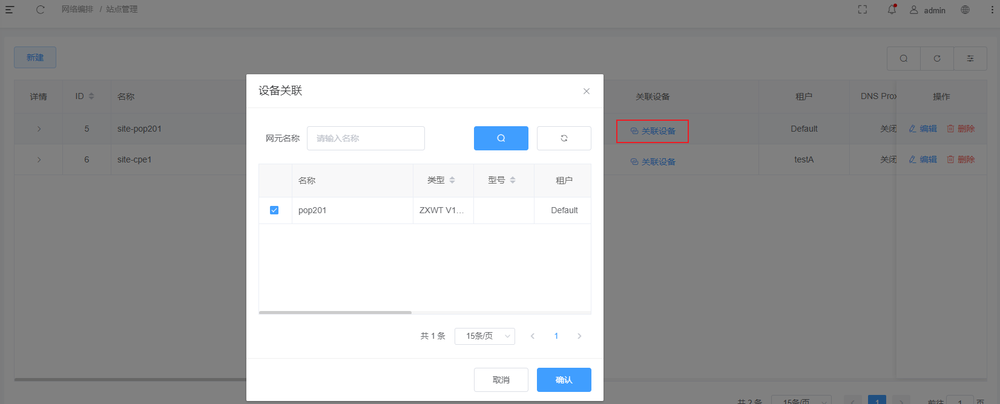 网络编排 / 站点管理
admin
新建
详情 ID 名称 关联设备 租户 DNS Prox 操作
5 site-pop201 关联设备 Default 关闭 编辑 删除
6 site-cpe1 关联设备 testA 关闭 编辑 删除
设备关联
网元名称 请输入名称
名称 类型 型号 租户
pop201 ZXWT V1... Default
共 1 条 15条/页 1
取消 确认
共 2 条 15条/页 1 前往 1 页